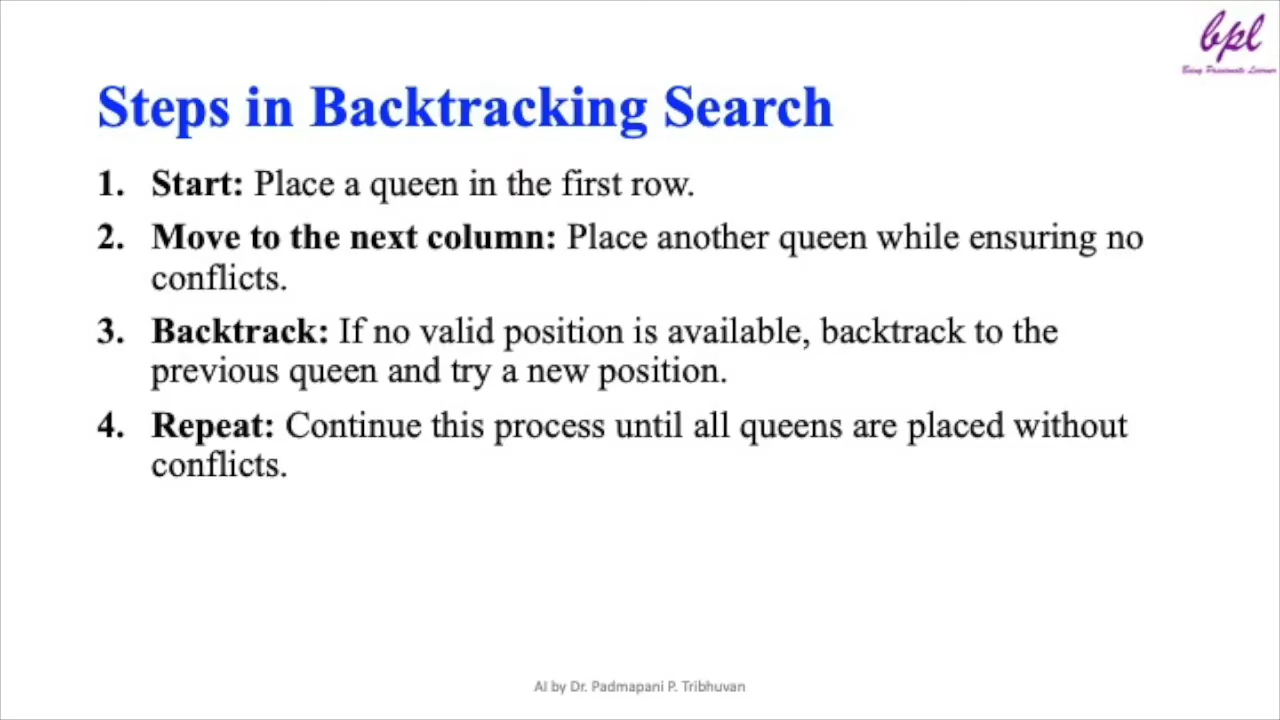 bpl
Being Passionate Learner
Steps in Backtracking Search
1. Start: Place a queen in the first row.
2. Move to the next column: Place another queen while ensuring no
conflicts.
3. Backtrack: If no valid position is available, backtrack to the
previous queen and try a new position.
4. Repeat: Continue this process until all queens are placed without
conflicts.
AI by Dr. Padmapani P. Tribhuvan